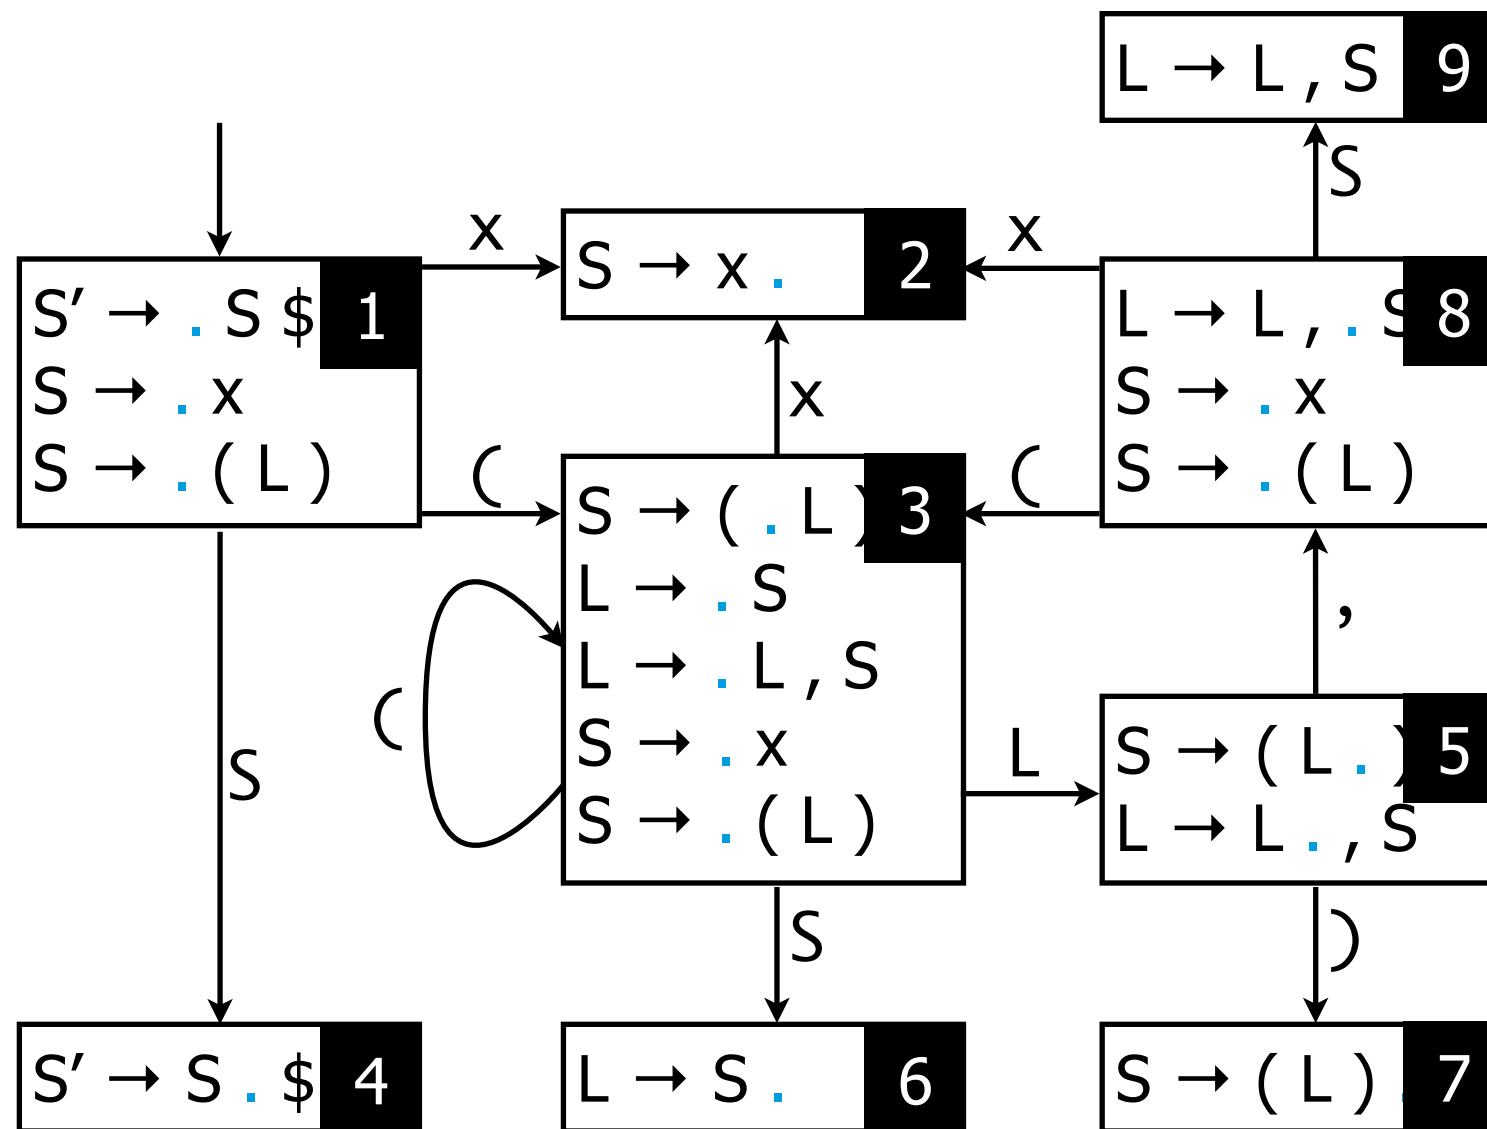 L → L,S 9
S
x
S → x. 2
x
S' → .S$ 1
S → .x
S → .(L)
L → L,.S 8
S → .x
S → .(L)
x
(
(
S → (.L) 3
L → .S
L → .L,S
S → .x
S → .(L)
(
,
S
L
S → (L.) 5
L → L.,S
S
)
S' → S.$ 4
L → S. 6
S → (L). 7